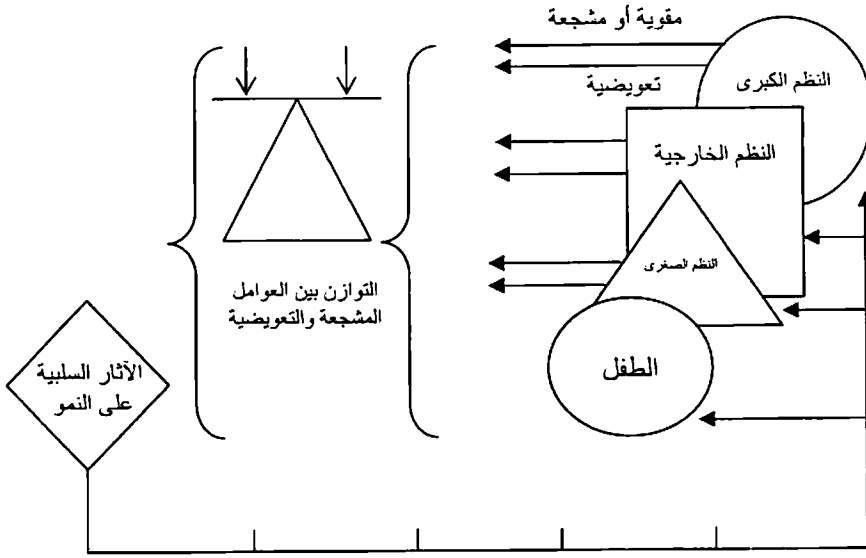 مقوية أو مشجعة
النظم الكبرى
تعويضية
النظم الخارجية
النظم الصغرى
الطفل
التوازن بين العوامل
المشجعة والتعويضية
الآثار السلبية
على النمو